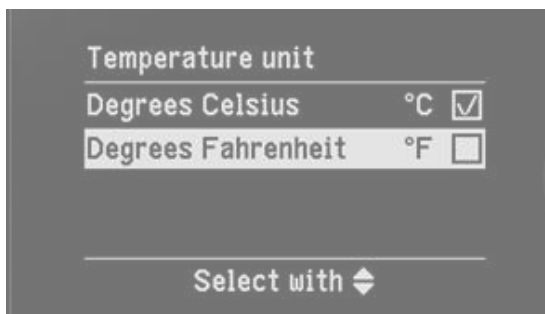 Temperature unit
Degrees Celsius °C
Degrees Fahrenheit °F
Select with